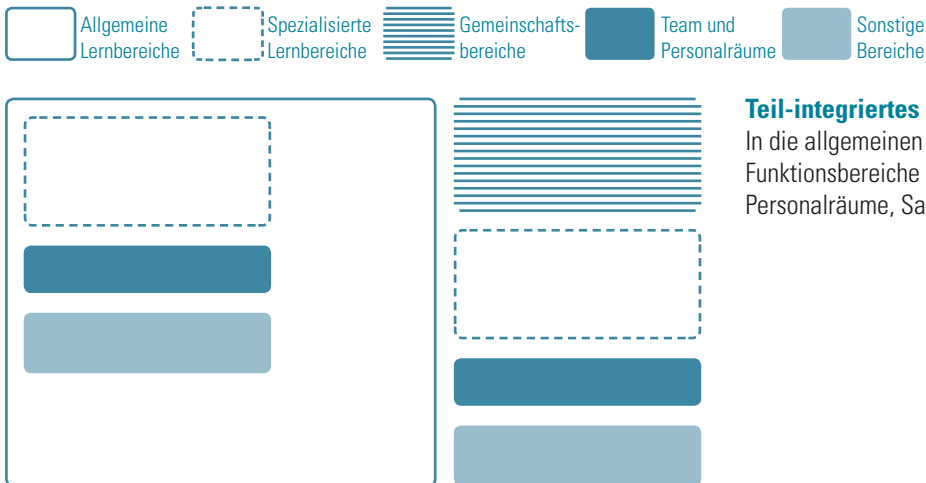 Allgemeine
Lernbereiche
Spezialisierte
Lernbereiche
Gemeinschafts-
bereiche
Team und
Personalräume
Sonstige
Bereiche
Teil-integriertes
In die allgemeinen
Funktionsbereiche
Personalräume, Sa